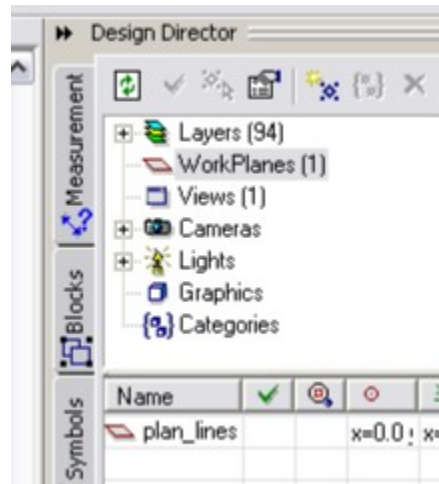 Design Director
Measurement
Blocks
Symbols
Layers (94)
WorkPlanes (1)
Views (1)
Cameras
Lights
Graphics
Categories
Name
plan_lines
x=0.0
x=